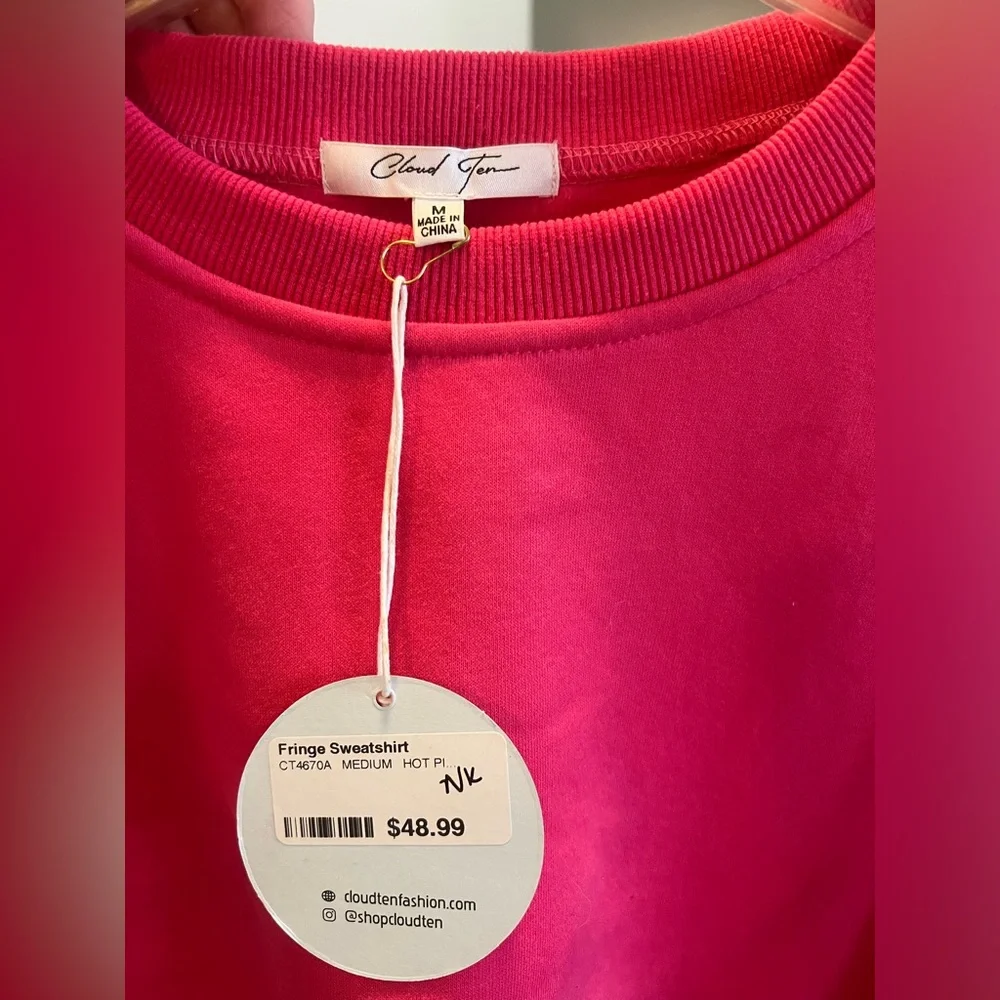 Cloud Ten
M
MADE IN
CHINA
Fringe Sweatshirt
CT4670A MEDIUM HOT PI...
NK
$48.99
cloudtenfashion.com
@shopcloudten